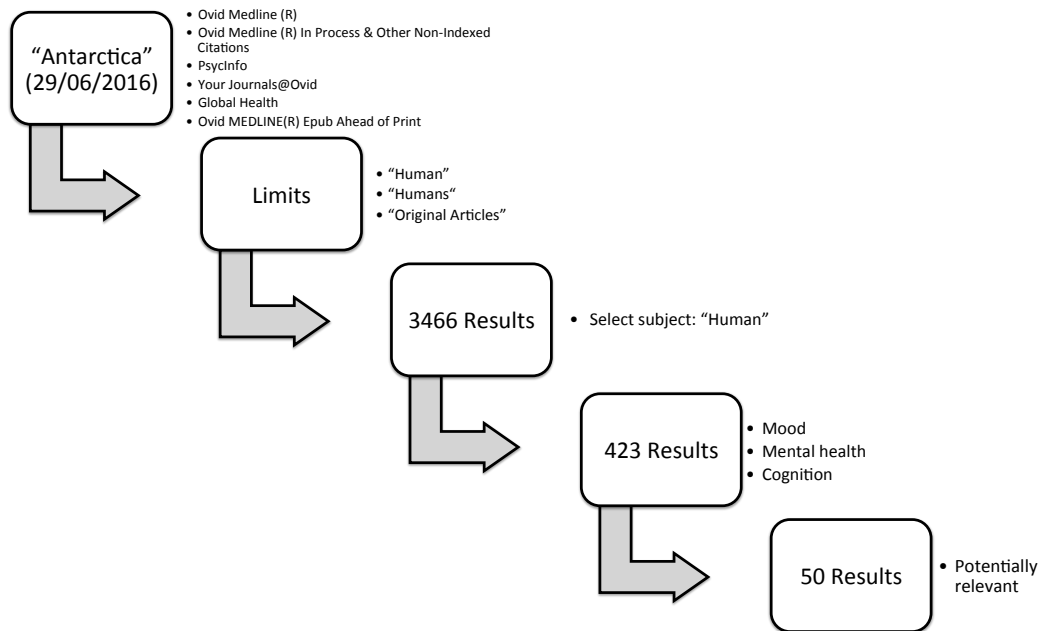 “Antarctica”
(29/06/2016)
• Ovid Medline (R)
• Ovid Medline (R) In Process & Other Non-Indexed
Citations
• PsycInfo
• Your Journals@Ovid
• Global Health
• Ovid MEDLINE(R) Epub Ahead of Print
Limits
• “Human”
• “Humans“
• “Original Articles”
3466 Results
• Select subject: “Human”
423 Results
• Mood
• Mental health
• Cognition
50 Results
• Potentially
relevant